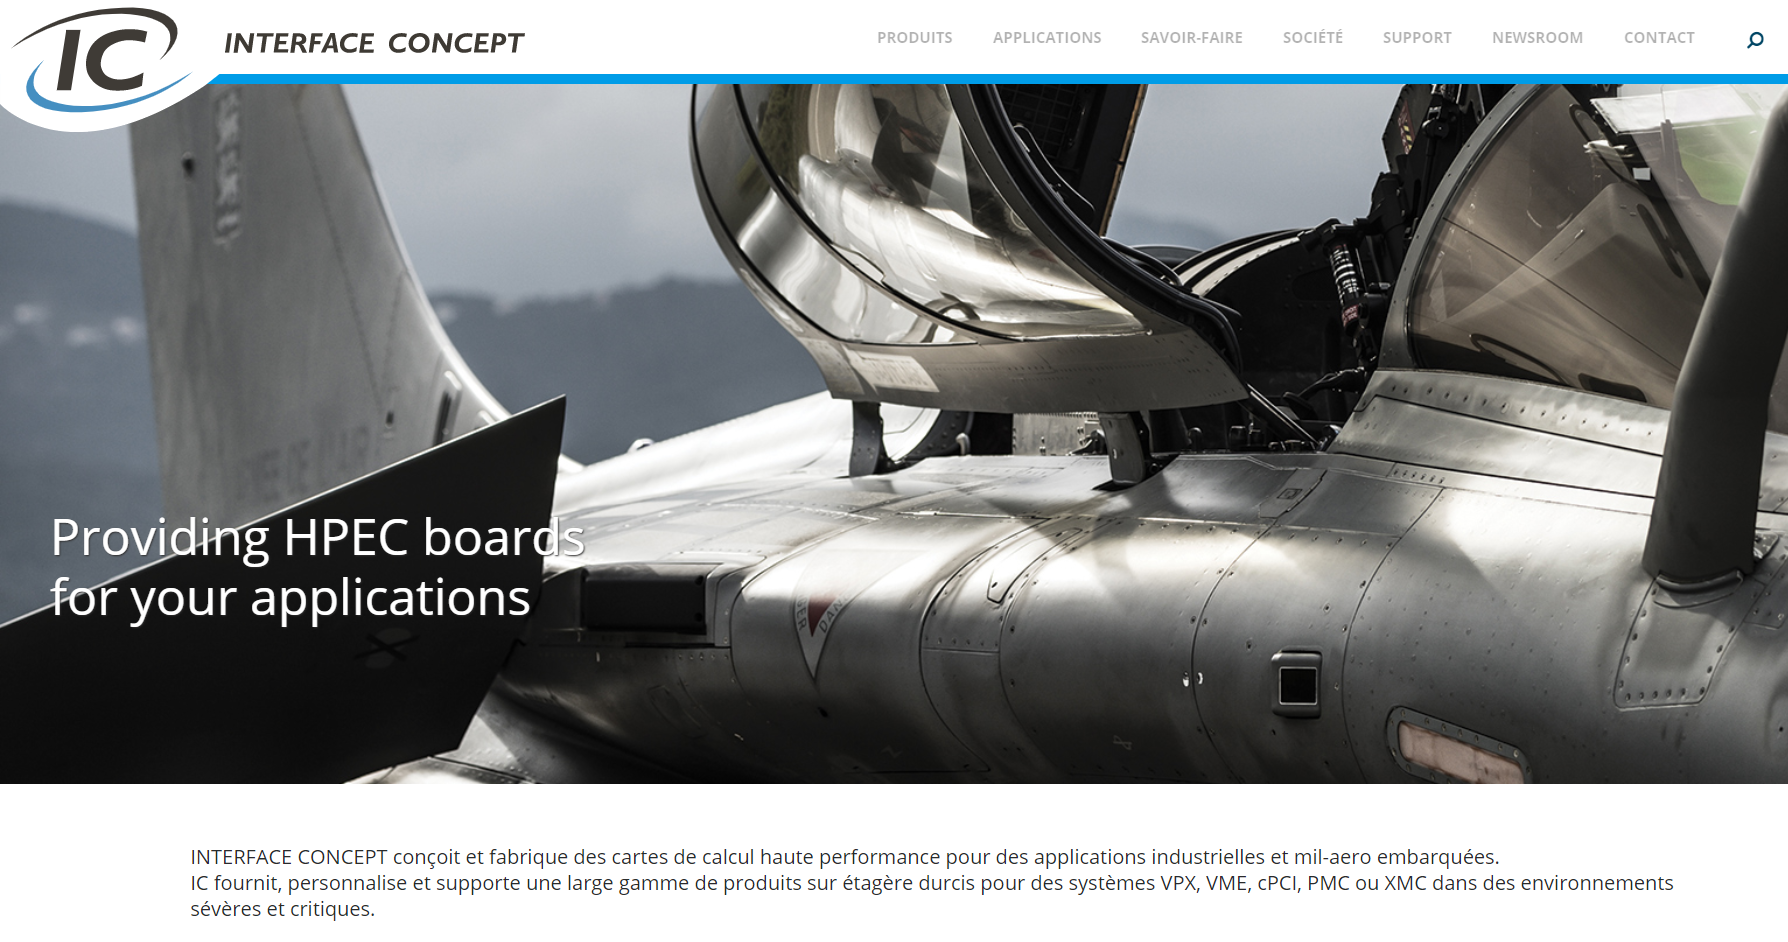 IC
INTERFACE CONCEPT
PRODUITS APPLICATIONS SAVOIR-FAIRE SOCIÉTÉ SUPPORT NEWSROOM CONTACT
Providing HPEC boards
for your applications
DAN
INTERFACE CONCEPT conçoit et fabrique des cartes de calcul haute performance pour des applications industrielles et mil-aero embarquées.
IC fournit, personnalise et supporte une large gamme de produits sur étagère durcis pour des systèmes VPX, VME, cPCI, PMC ou XMC dans des environnements
sévères et critiques.